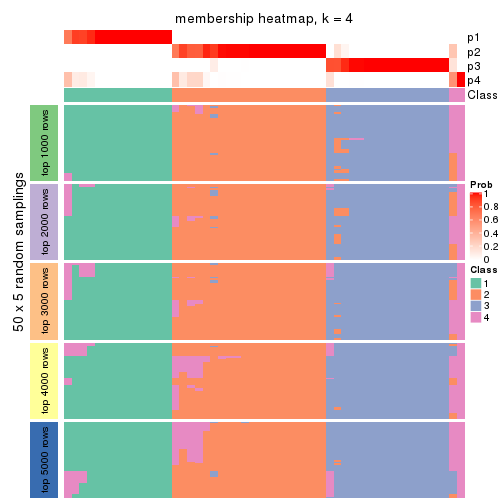 membership heatmap, k = 4
p1
p2
p3
p4
Class
50 x 5 random samplings
top 1000 rows
top 2000 rows
top 3000 rows
top 4000 rows
top 5000 rows
Prob
1
0.8
0.6
0.4
0.2
0
Class
1
2
3
4